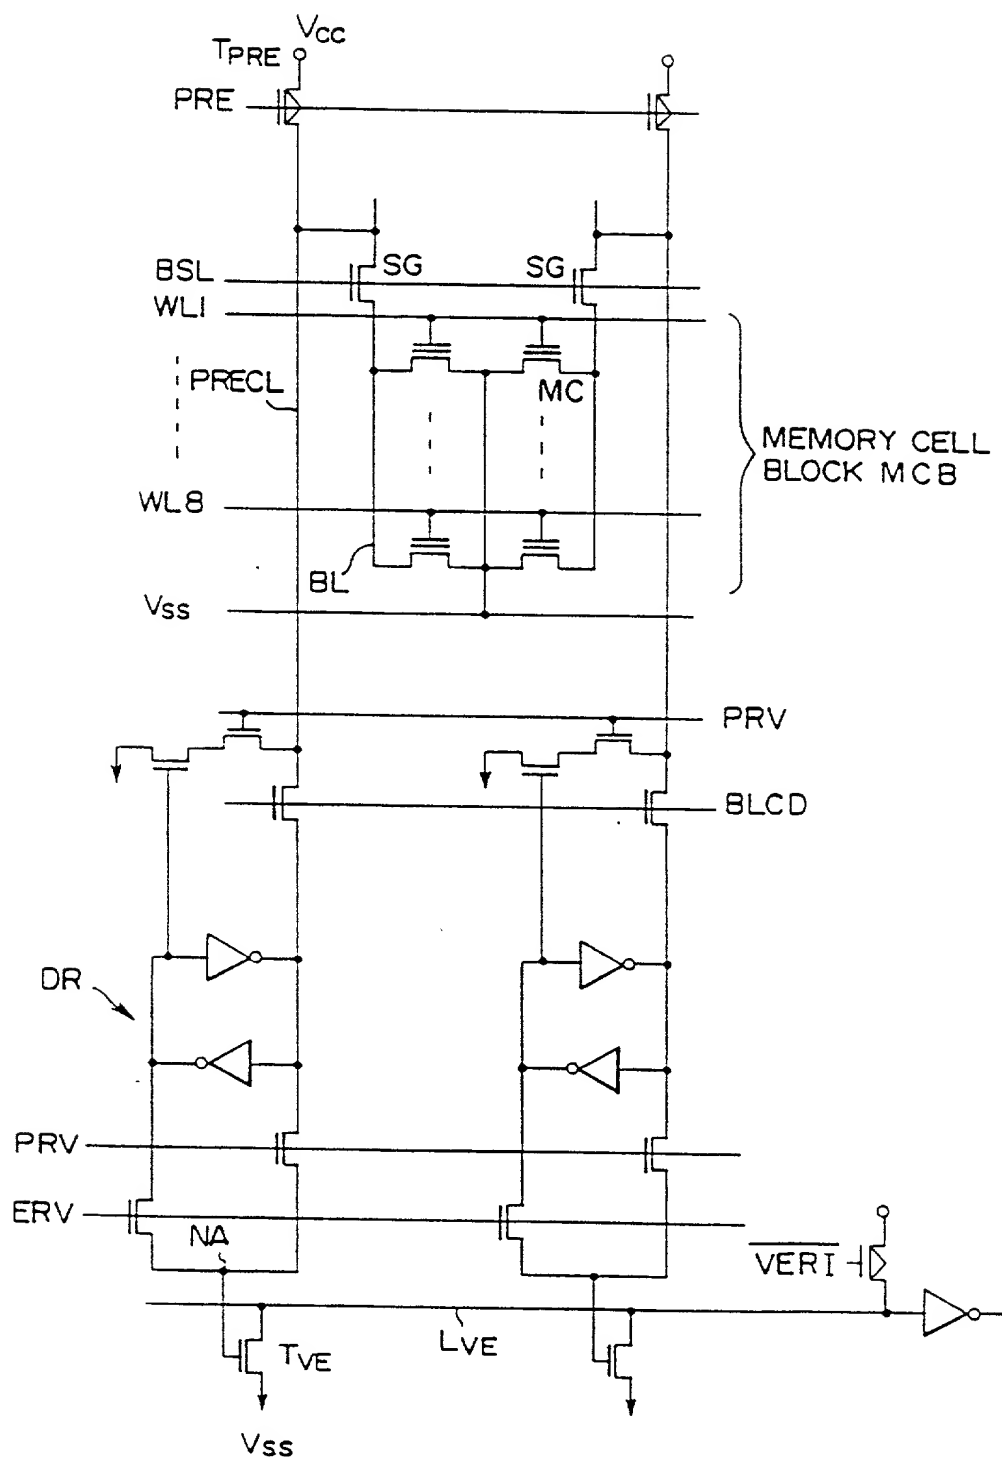 VCC
TPRE
PRE
BSL
SG
SG
WL1
PRECL
MC
MEMORY CELL
BLOCK MCB
WL8
BL
VSS
PRV
BLCD
DR
PRV
ERV
NA
VERI
LVE
TVE
VSS